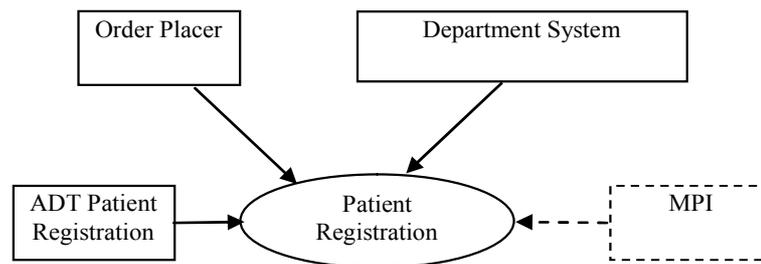 Order Placer
Department System
ADT Patient
Registration
Patient
Registration
MPI